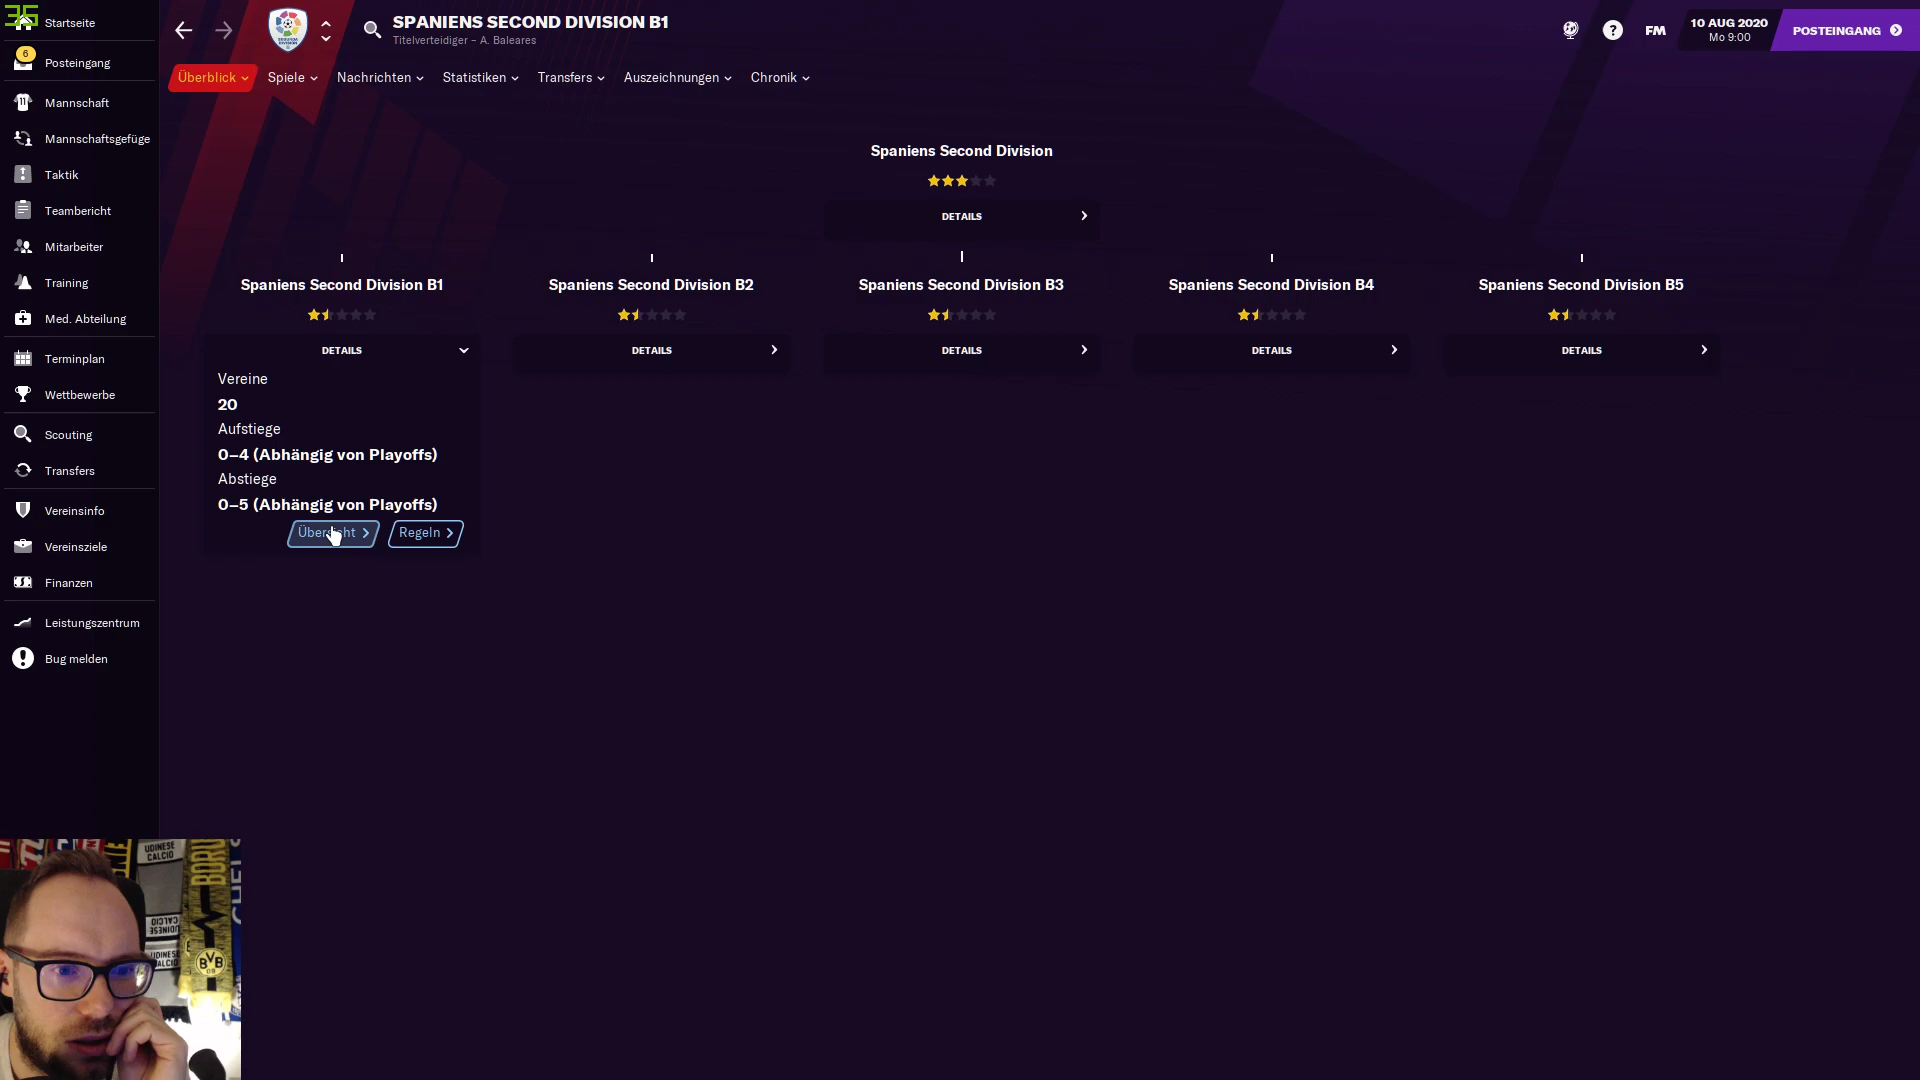 35
Startseite
6
Posteingang
Mannschaft
Mannschaftsgefüge
Taktik
Teambericht
Mitarbeiter
Training
Med. Abteilung
Terminplan
Wettbewerbe
Scouting
Transfers
Vereinsinfo
Vereinsziele
Finanzen
Leistungszentrum
Bug melden
SPANIENS SECOND DIVISION B1
Titelverteidiger – A. Baleares
FM
10 AUG 2020
Mo 9:00
POSTEINGANG
Überblick
Spiele
Nachrichten
Statistiken
Transfers
Auszeichnungen
Chronik
Spaniens Second Division
DETAILS
Spaniens Second Division B1
Spaniens Second Division B2
Spaniens Second Division B3
Spaniens Second Division B4
Spaniens Second Division B5
DETAILS
DETAILS
DETAILS
DETAILS
DETAILS
Vereine
20
Aufstiege
0–4 (Abhängig von Playoffs)
Abstiege
0–5 (Abhängig von Playoffs)
Regeln
UDINESE
CALCIO
BVB
09